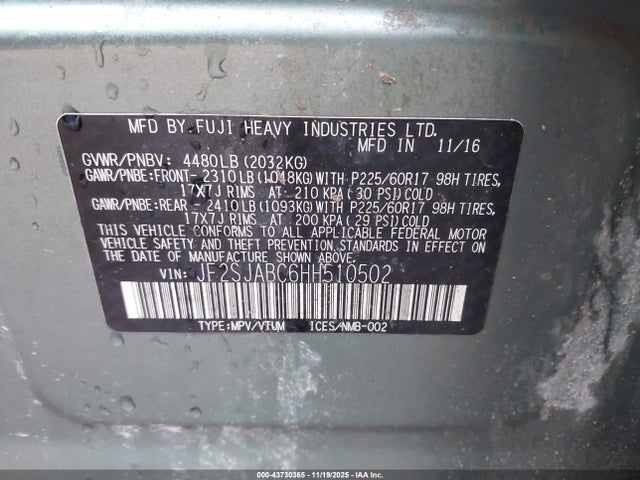 MFD BY FUJI HEAVY INDUSTRIES LTD.
MFD IN 11/16
GVWR/PNBV: 4480LB (2032KG)
GAWR/PNBE:FRONT- 2310LB(1048KG)WITH P225/60R17 98H TIRES,
17X7J RIMS AT 210 KPA(30 PSI)COLD
GAWR/PNBE:REAR - 2410LB(1093KG)WITH P225/60R17 98H TIRES,
17X7J RIMS AT 200 KPA(29 PSI)COLD
THIS VEHICLE CONFORMS TO ALL APPLICABLE FEDERAL MOTOR
VEHICLE SAFETY AND THEFT PREVENTION STANDARDS IN EFFECT ON
THE DATE OF MANUFACTURE SHOWN ABOVE.
VIN: JF2SJABC6HH510502
TYPE:MPV/VTUM ICES/NMB-002
000-43730365 - 11/19/2025 - IAAI